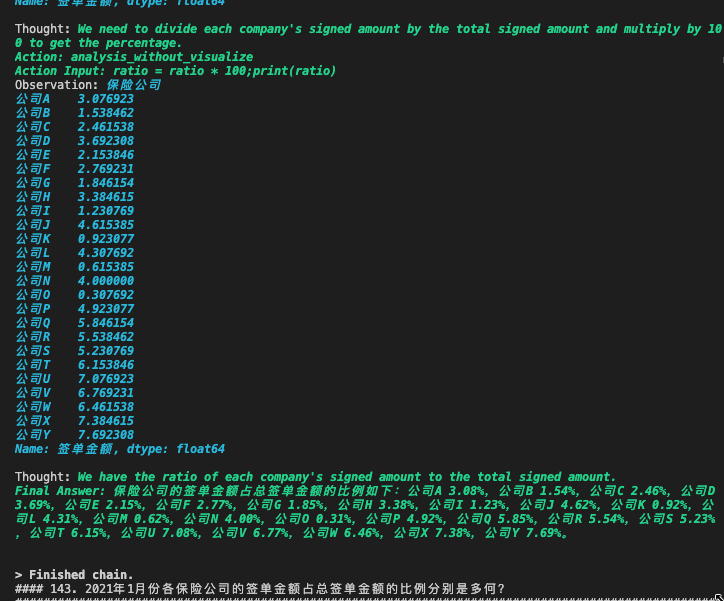 Name: 签单金额, dtype: float64
Thought: We need to divide each company's signed amount by the total signed amount and multiply by 10
0 to get the percentage.
Action: analysis_without_visualize
Action Input: ratio = ratio * 100;print(ratio)
Observation: 保险公司
公司A    3.076923
公司B    1.538462
公司C    2.461538
公司D    3.692308
公司E    2.153846
公司F    2.769231
公司G    1.846154
公司H    3.384615
公司I    1.230769
公司J    4.615385
公司K    0.923077
公司L    4.307692
公司M    0.615385
公司N    4.000000
公司O    0.307692
公司P    4.923077
公司Q    5.846154
公司R    5.538462
公司S    5.230769
公司T    6.153846
公司U    7.076923
公司V    6.769231
公司W    6.461538
公司X    7.384615
公司Y    7.692308
Name: 签单金额, dtype: float64
Thought: We have the ratio of each company's signed amount to the total signed amount.
Final Answer: 保险公司的签单金额占总签单金额的比例如下：公司A 3.08%, 公司B 1.54%, 公司C 2.46%, 公司D
3.69%, 公司E 2.15%, 公司F 2.77%, 公司G 1.85%, 公司H 3.38%, 公司I 1.23%, 公司J 4.62%, 公司K 0.92%, 公
司L 4.31%, 公司M 0.62%, 公司N 4.00%, 公司O 0.31%, 公司P 4.92%, 公司Q 5.85%, 公司R 5.54%, 公司S 5.23%
, 公司T 6.15%, 公司U 7.08%, 公司V 6.77%, 公司W 6.46%, 公司X 7.38%, 公司Y 7.69%。
> Finished chain.
#### 143. 2021年1月份各保险公司的签单金额占总签单金额的比例分别是多何?